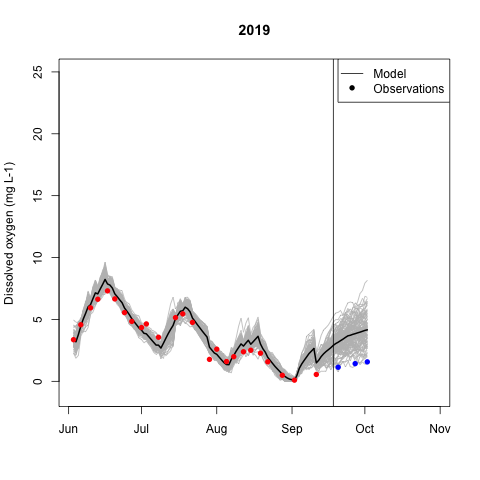 2019
Model
Observations
Dissolved oxygen (mg L-1)
25
20
15
10
5
0
Jun Jul Aug Sep Oct Nov